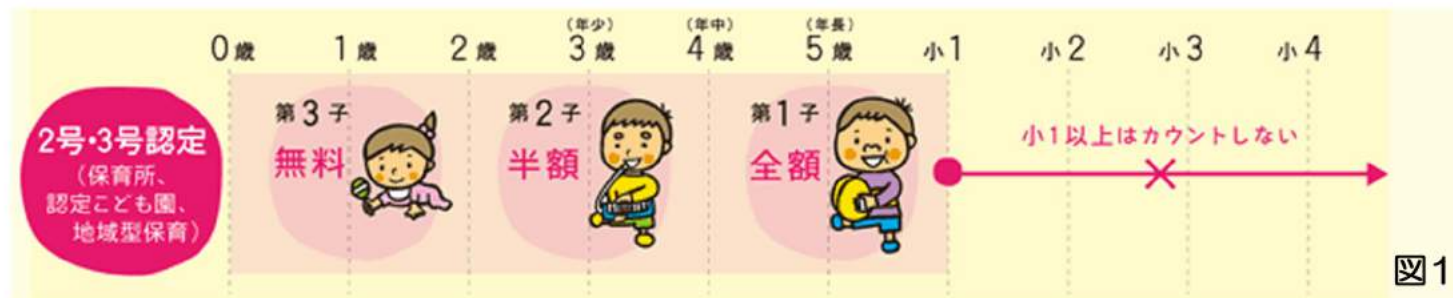 (年少) (年中) (年長)
0歳 1歳 2歳 3歳 4歳 5歳 小1 小2 小3 小4
2号・3号認定
(保育所、
認定こども園、
地域型保育)
第3子
無料
第2子
半額
第1子
全額
小1以上はカウントしない
図1